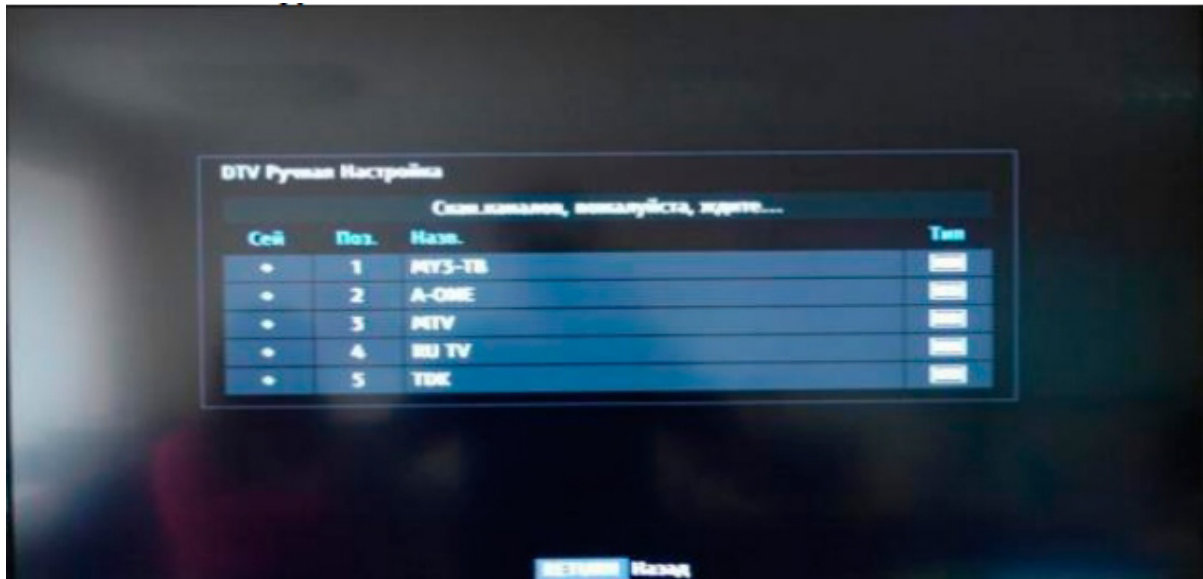 DTV Ручная Настройка
Скан.каналов, пожалуйста, ждите...
Сей Поз. Назв. Тип
1 МУЗ-ТВ
2 A-ONE
3 MTV
4 RU TV
5
RETURN Назад